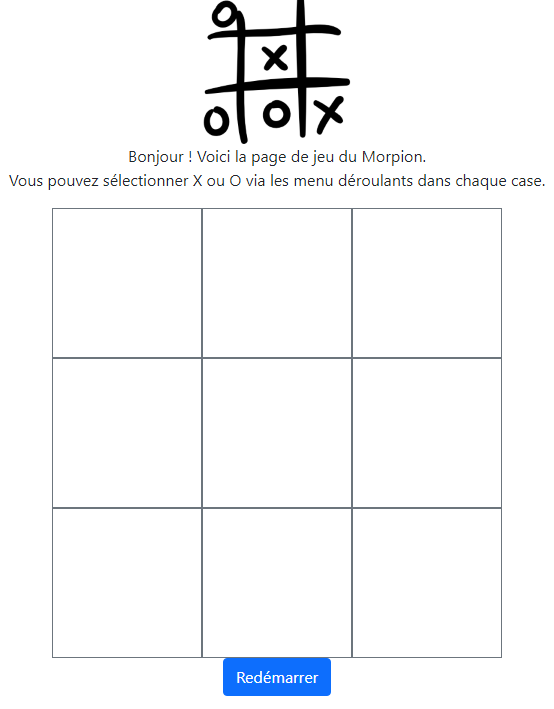 O
X
O O X
Bonjour ! Voici la page de jeu du Morpion.
Vous pouvez sélectionner X ou O via les menu déroulants dans chaque case.
Redémarrer